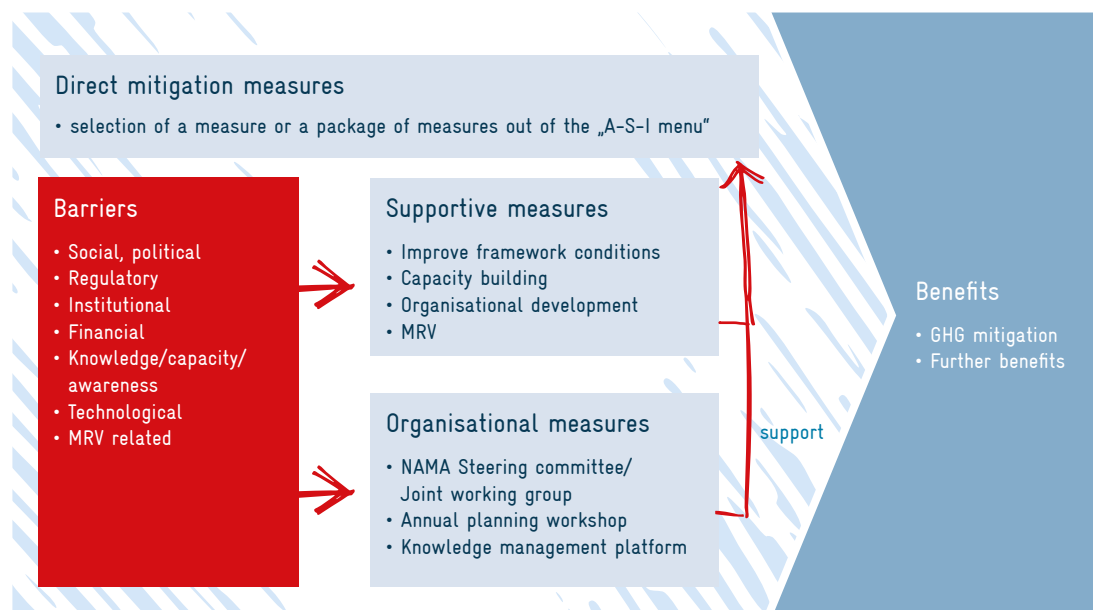 Direct mitigation measures
• selection of a measure or a package of measures out of the „A-S-I menu“
Barriers
• Social, political
• Regulatory
• Institutional
• Financial
• Knowledge/capacity/
awareness
• Technological
• MRV related
Supportive measures
• Improve framework conditions
• Capacity building
• Organisational development
• MRV
Organisational measures
• NAMA Steering committee/
Joint working group
• Annual planning workshop
• Knowledge management platform
support
Benefits
• GHG mitigation
• Further benefits